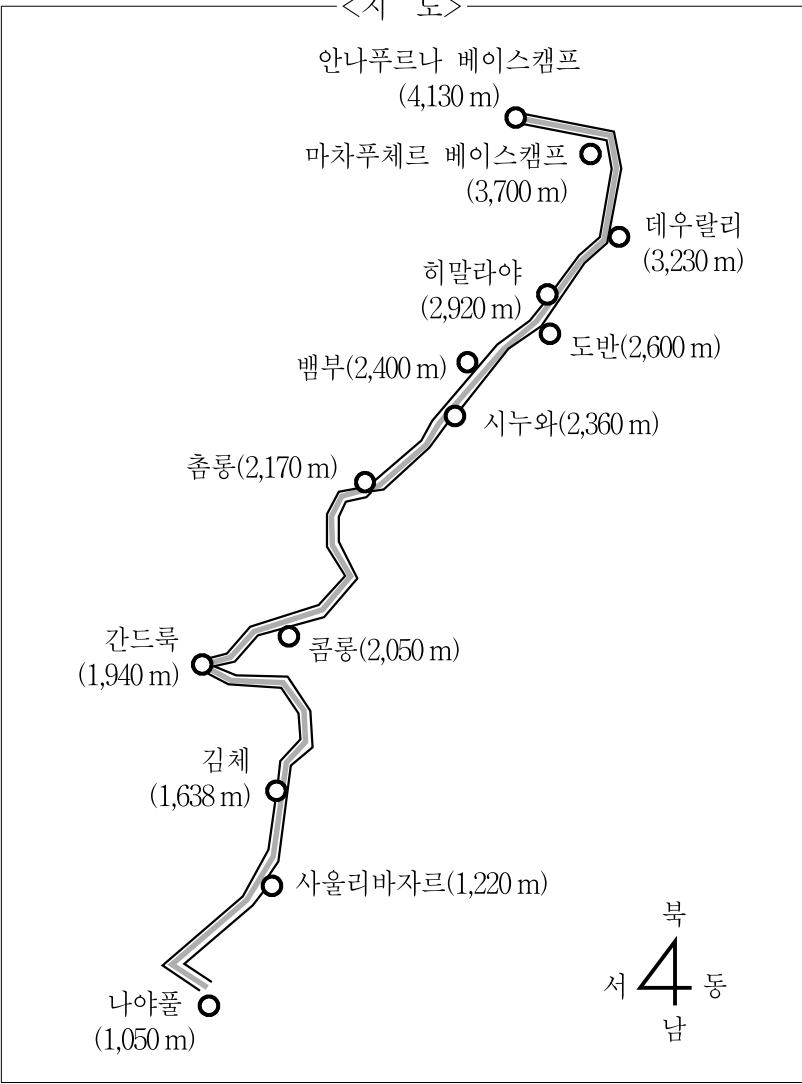 <지 도>
안나푸르나 베이스캠프
(4,130 m)
마차푸체르 베이스캠프
(3,700 m)
데우랄리
(3,230 m)
히말라야
(2,920 m)
도반(2,600 m)
뱀부(2,400 m)
시누와(2,360 m)
촘롱(2,170 m)
간드룩
(1,940 m)
콤롱(2,050 m)
김체
(1,638 m)
사울리바자르(1,220 m)
나야풀
(1,050 m)
북
서
동
남